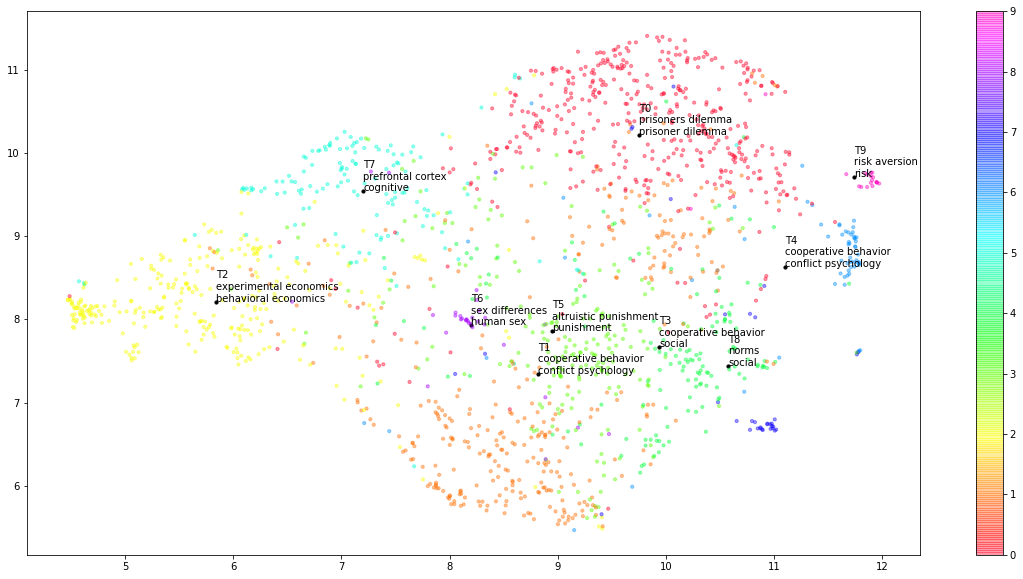 T0
prisoners dilemma
prisoner dilemma
T9
risk aversion
risk
T7
prefrontal cortex
cognitive
T4
cooperative behavior
conflict psychology
T2
experimental economics
behavioral economics
T6
sex differences
human sex
T5
altruistic punishment
punishment
T3
cooperative behavior
social
T8
norms
social
T1
cooperative behavior
conflict psychology
11
10
9
8
7
6
5
6
7
8
9
10
11
12
9
8
7
6
5
4
3
2
1
0